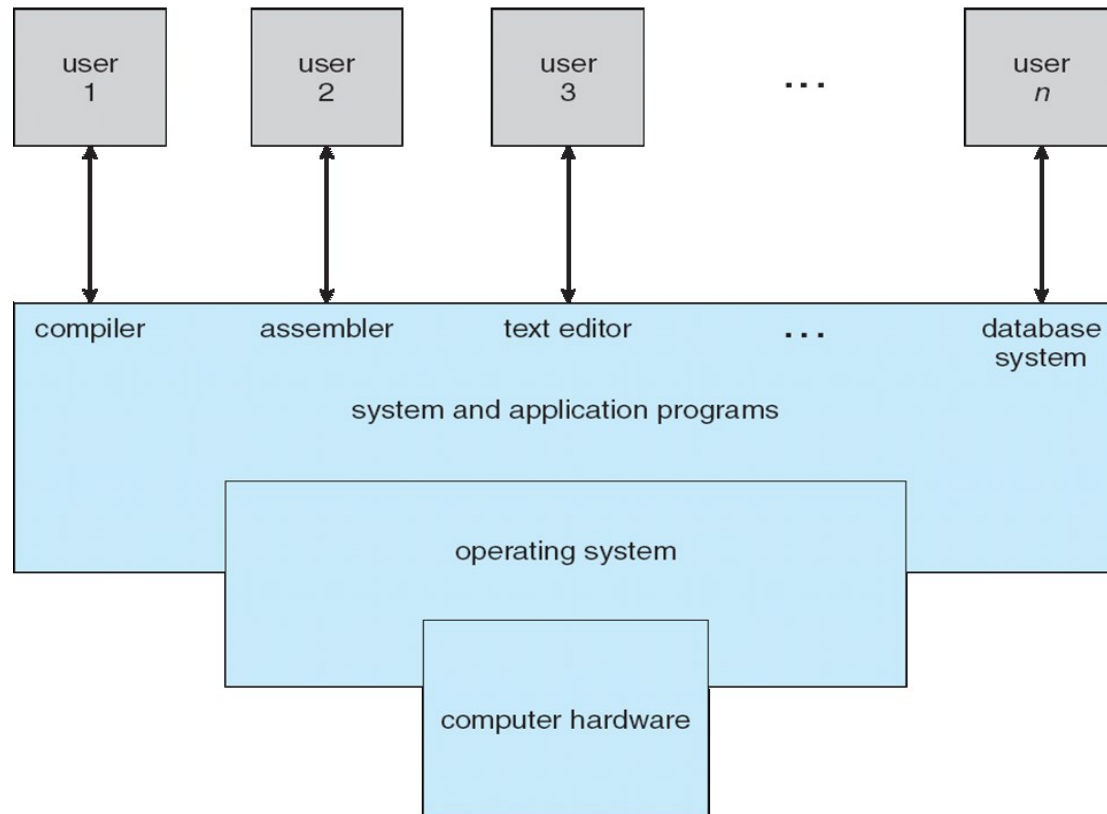 user
1
user
2
user
3
...
user
n
compiler
assembler
text editor
...
database
system
system and application programs
operating system
computer hardware